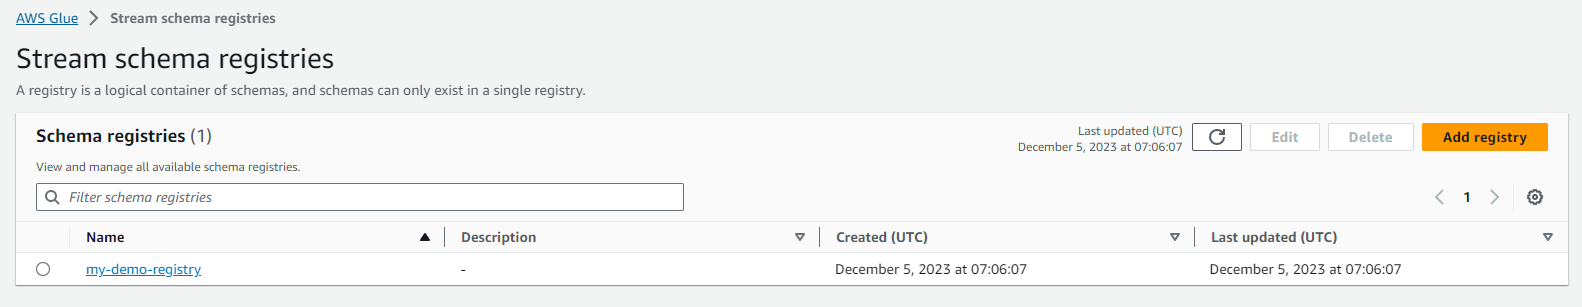 AWS Glue > Stream schema registries
Stream schema registries
A registry is a logical container of schemas, and schemas can only exist in a single registry.
Schema registries (1)
Last updated (UTC)
December 5, 2023 at 07:06:07
Edit
Delete
Add registry
View and manage all available schema registries.
Filter schema registries
1
Name Description Created (UTC) Last updated (UTC)
my-demo-registry - December 5, 2023 at 07:06:07 December 5, 2023 at 07:06:07